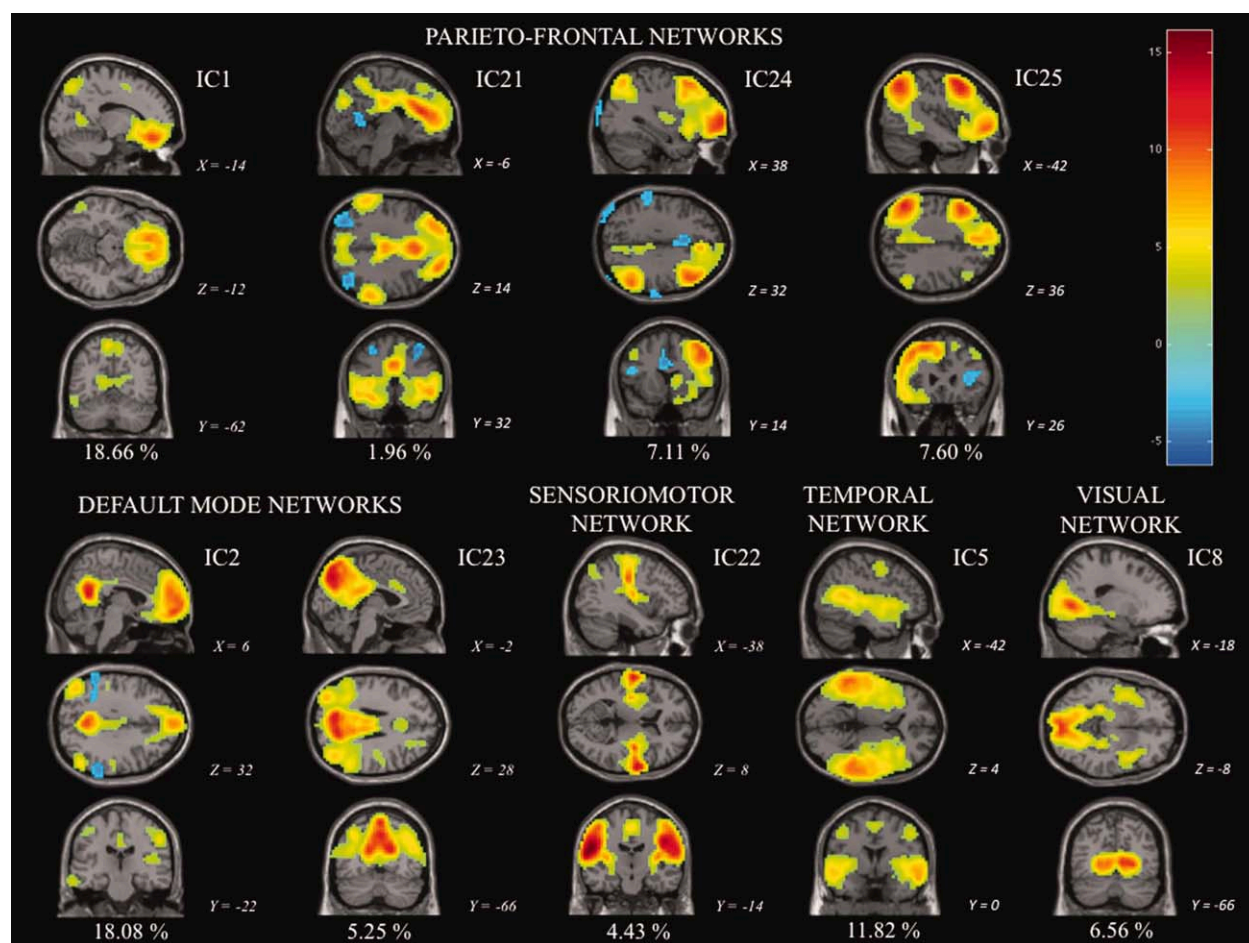 PARIETO-FRONTAL NETWORKS
IC1
IC21
IC24
IC25
X = -14
X = -6
X = 38
X = -42
Z = -12
Z = 14
Z = 32
Z = 36
Y = -62
Y = 32
Y = 14
Y = 26
18.66 %
1.96 %
7.11 %
7.60 %
15
10
5
0
-5
DEFAULT MODE NETWORKS
SENSORIOMOTOR
NETWORK
TEMPORAL
NETWORK
VISUAL
NETWORK
IC2
IC23
IC22
IC5
IC8
X = 6
X = -2
X = -38
X = -42
X = -18
Z = 32
Z = 28
Z = 8
Z = 4
Z = -8
Y = -22
Y = -66
Y = -14
Y = 0
Y = -66
18.08 %
5.25 %
4.43 %
11.82 %
6.56 %